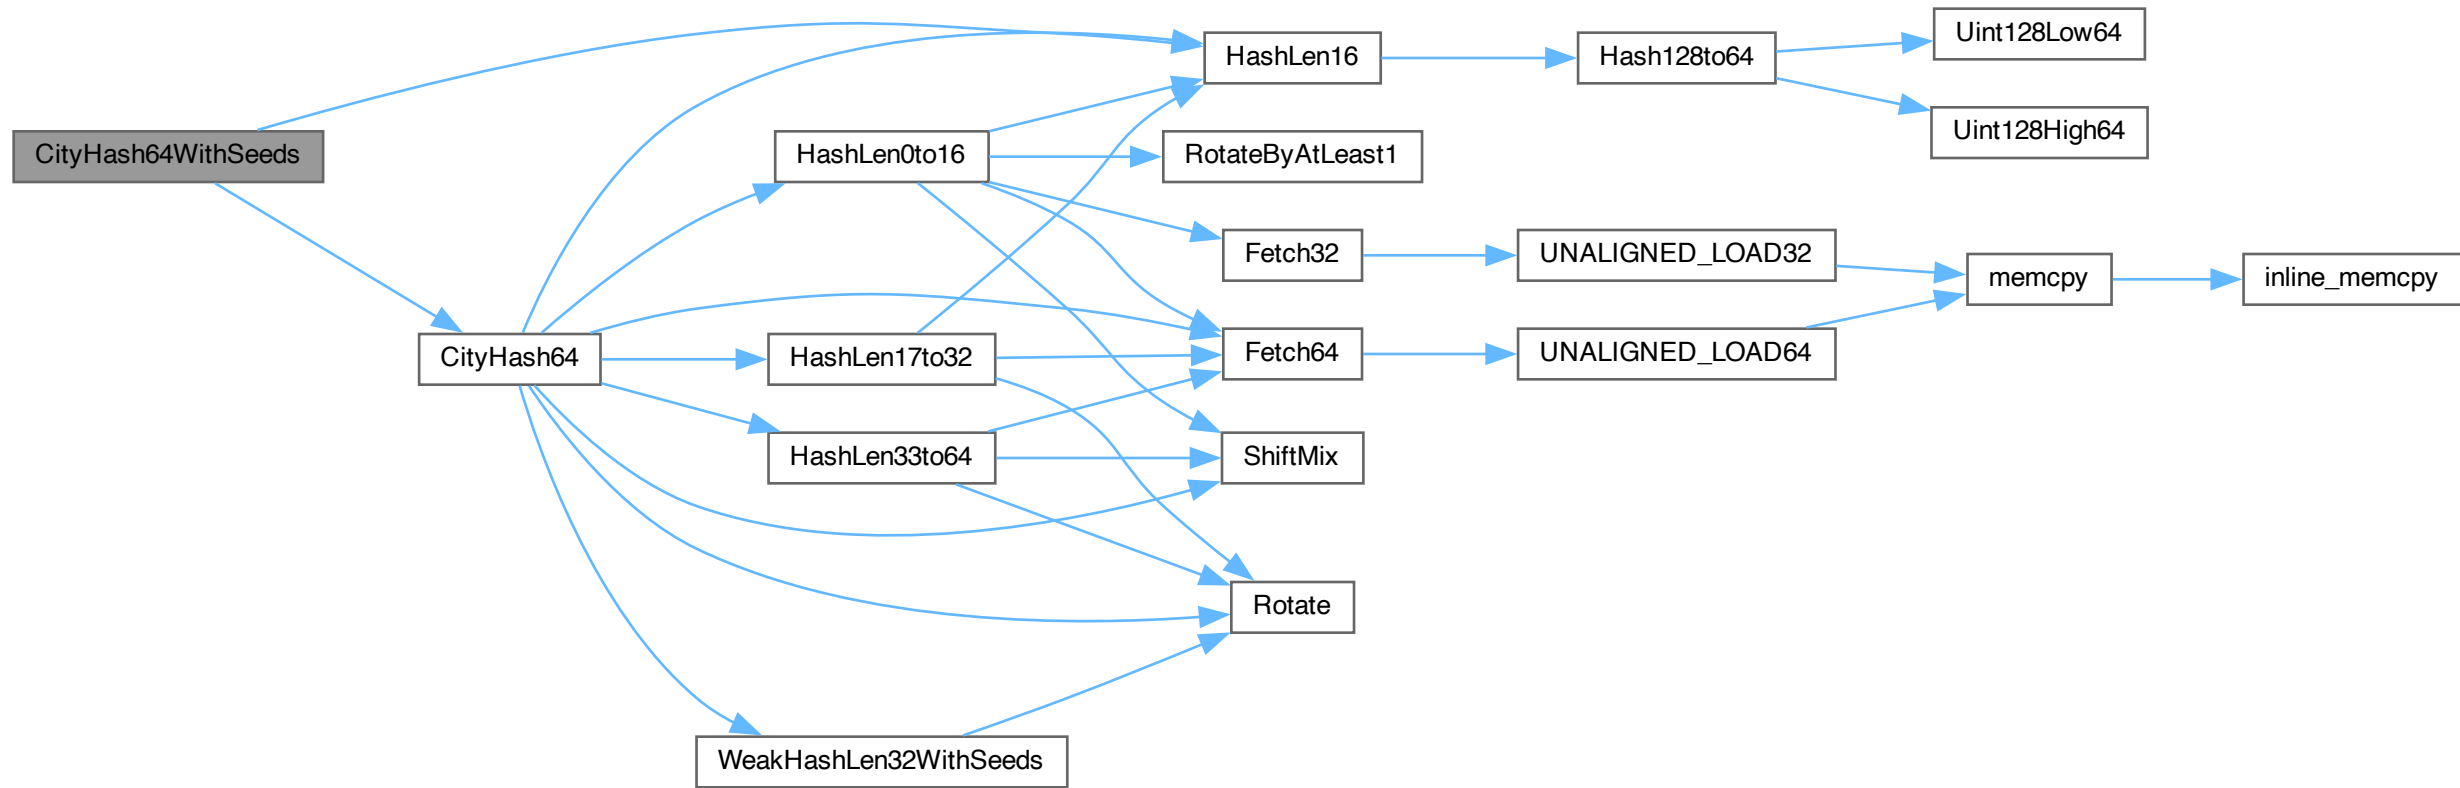 CityHash64WithSeeds
CityHash64
HashLen0to16
HashLen17to32
HashLen33to64
WeakHashLen32WithSeeds
HashLen16
RotateByAtLeast1
Fetch32
Fetch64
ShiftMix
Rotate
Hash128to64
UNALIGNED_LOAD32
UNALIGNED_LOAD64
Uint128Low64
Uint128High64
memcpy
inline_memcpy